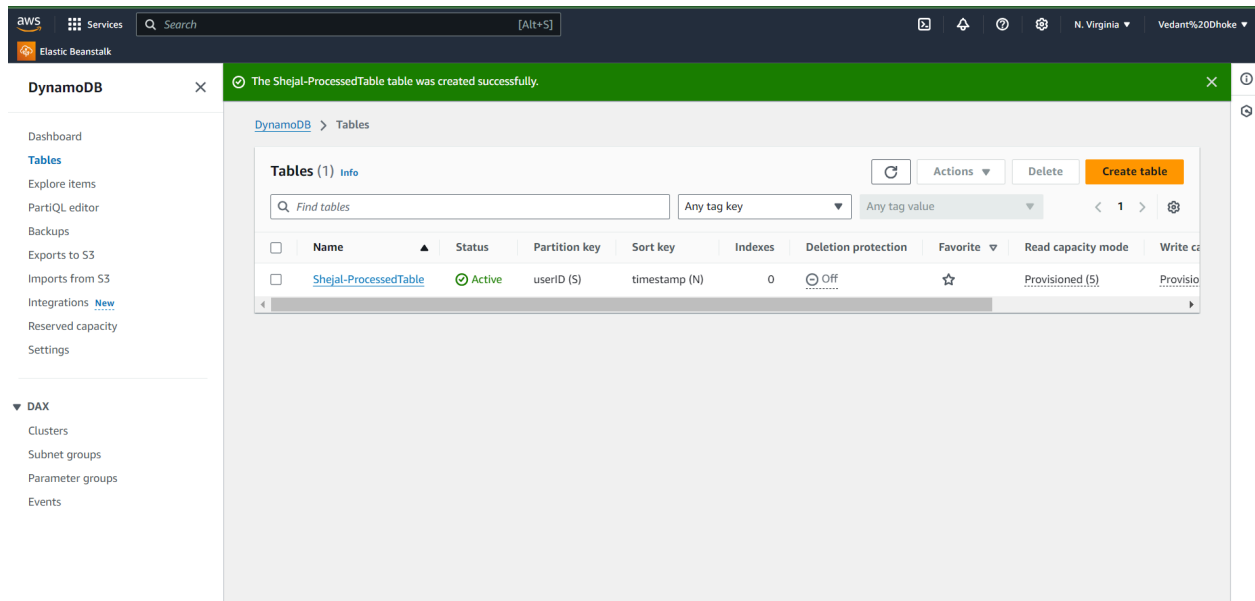 aws Services Search [Alt+S] N. Virginia Vedant%20Dhoke
Elastic Beanstalk
DynamoDB
Dashboard
Tables
Explore items
PartiQL editor
Backups
Exports to S3
Imports from S3
Integrations New
Reserved capacity
Settings
DAX
Clusters
Subnet groups
Parameter groups
Events
The Shejal-ProcessedTable table was created successfully.
DynamoDB > Tables
Tables (1) Info Actions Delete Create table
Find tables Any tag key Any tag value < 1 >
Name Status Partition key Sort key Indexes Deletion protection Favorite Read capacity mode Write ca
Shejal-ProcessedTable Active userID (S) timestamp (N) 0 Off Provisioned (5) Provisio